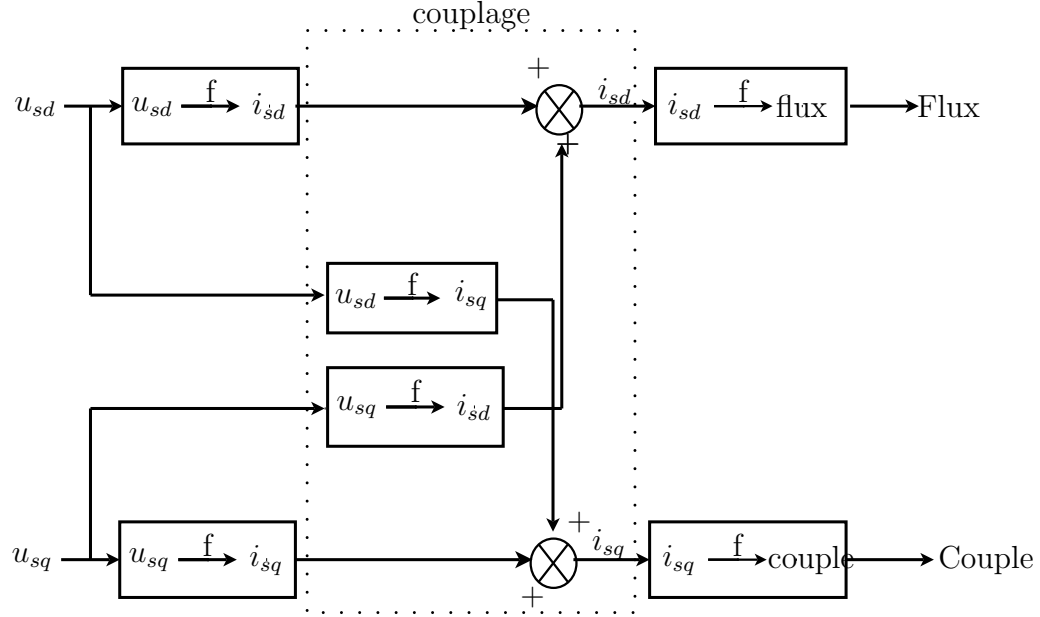 couplage
+
u_sd u_sd f i_sd i_sd i_sd f flux Flux
+
u_sd f i_sq
u_sq f i_sd
+
u_sq u_sq f i_sq i_sq i_sq f couple Couple
+